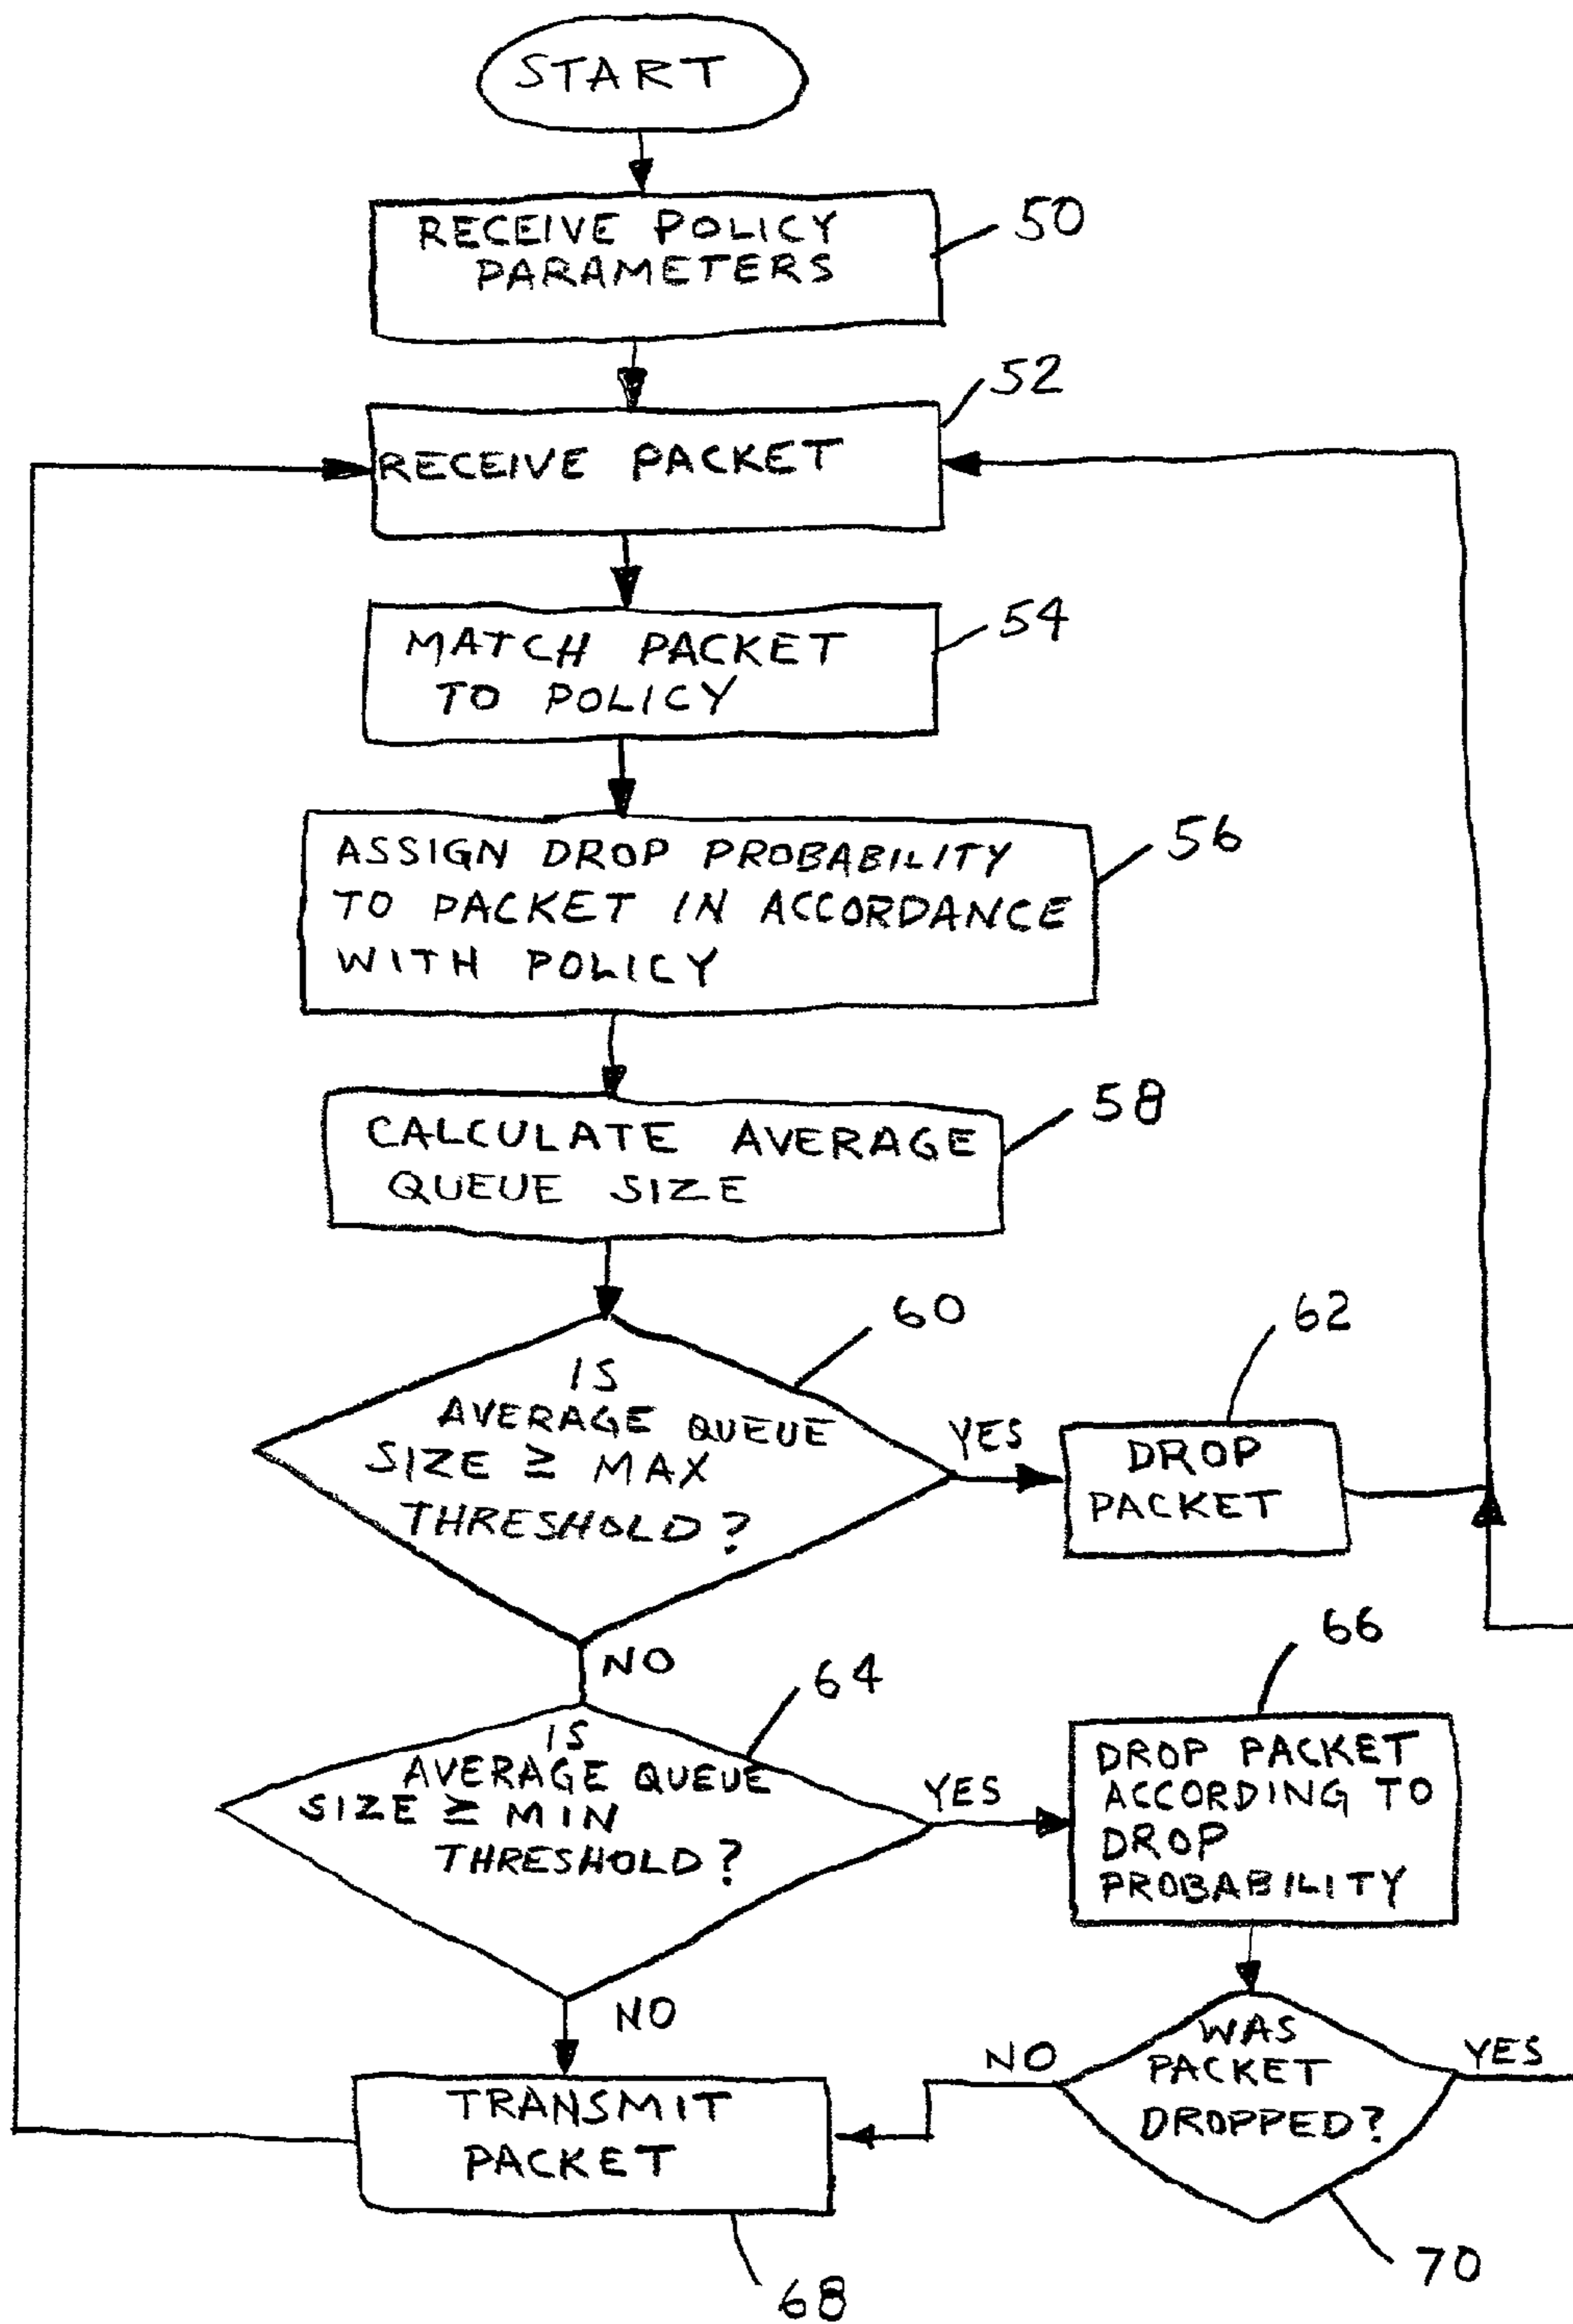 START
RECEIVE POLICY
PARAMETERS
50
52
RECEIVE PACKET
54
MATCH PACKET
TO POLICY
56
ASSIGN DROP PROBABILITY
TO PACKET IN ACCORDANCE
WITH POLICY
58
CALCULATE AVERAGE
QUEUE SIZE
60
IS
AVERAGE QUEUE
SIZE ≥ MAX
THRESHOLD?
YES
62
DROP
PACKET
NO
64
IS
AVERAGE QUEUE
SIZE ≥ MIN
THRESHOLD?
YES
66
DROP PACKET
ACCORDING TO
DROP
PROBABILITY
NO
WAS
PACKET
DROPPED?
NO
YES
70
TRANSMIT
PACKET
68